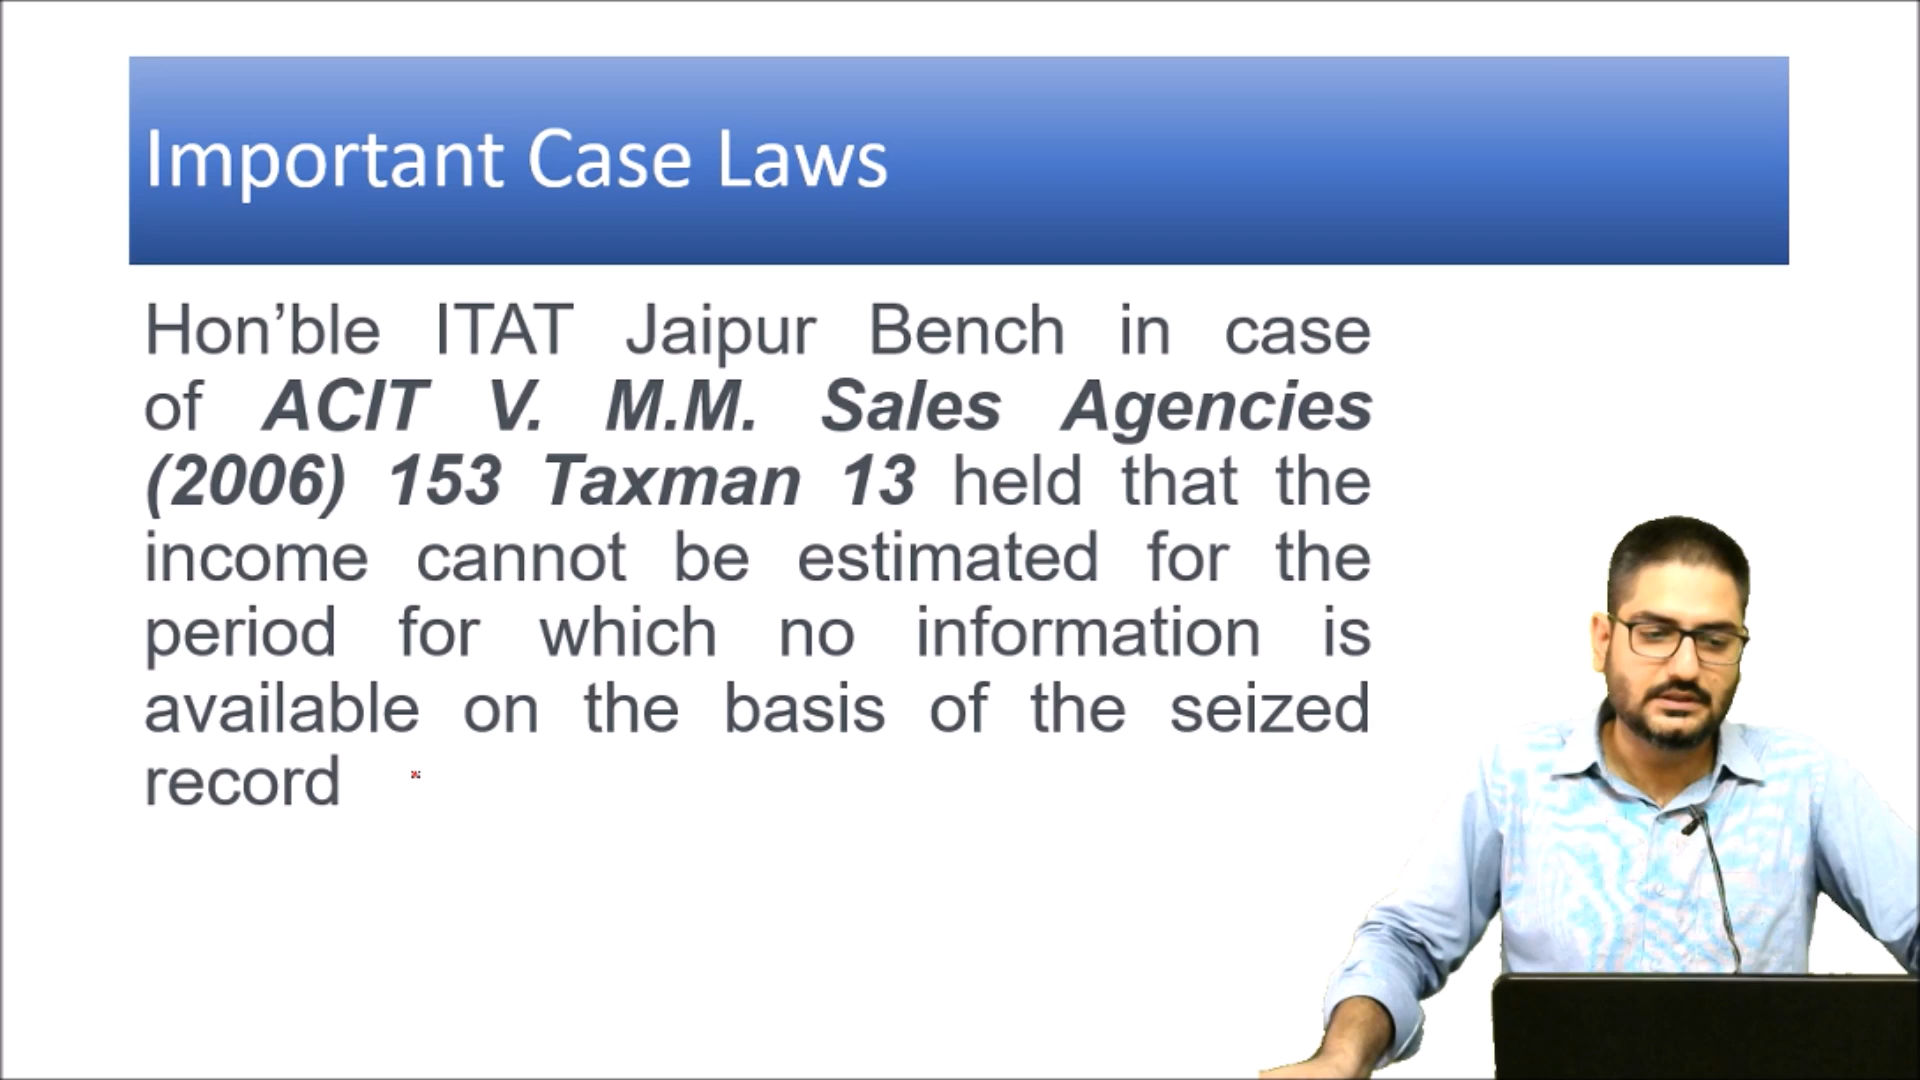 Important Case Laws
Hon’ble ITAT Jaipur Bench in case
of ACIT V. M.M. Sales Agencies
(2006) 153 Taxman 13 held that the
income cannot be estimated for the
period for which no information is
available on the basis of the seized
record